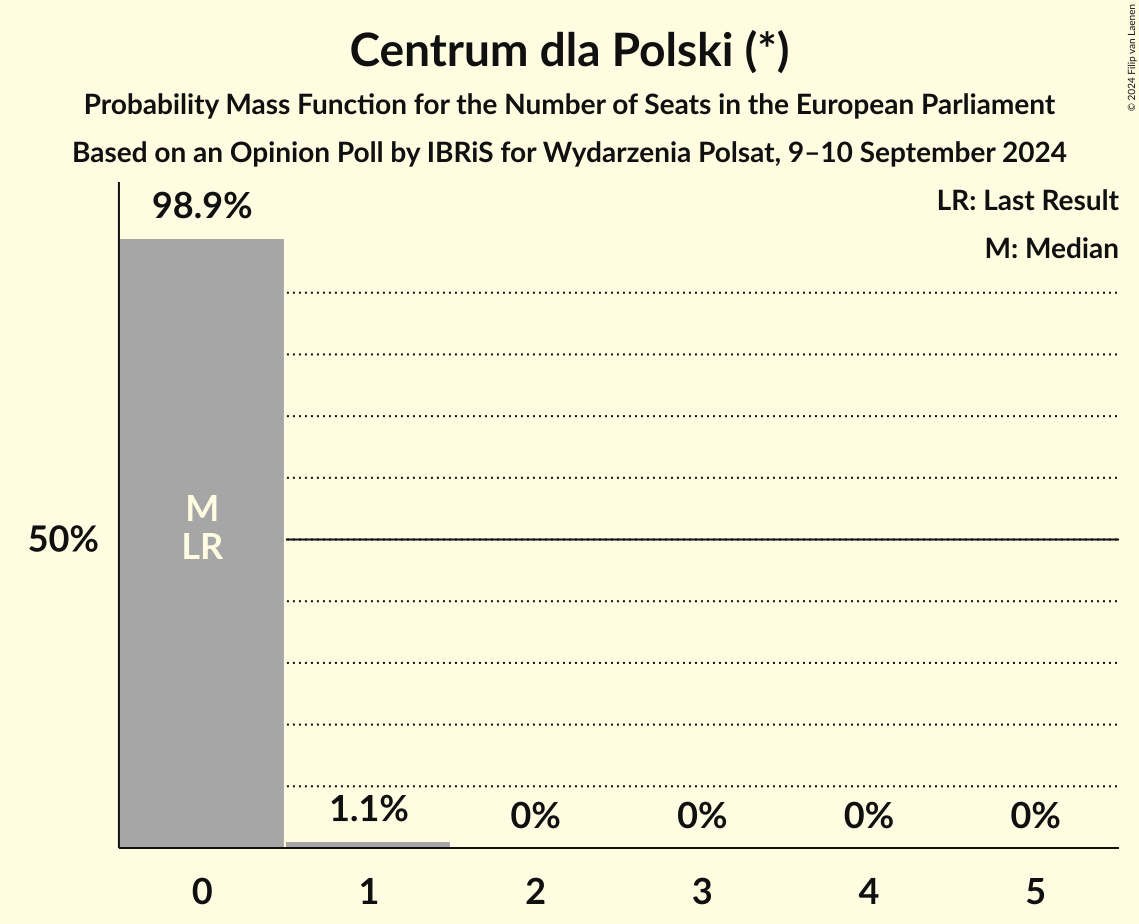 Centrum dla Polski (*)
Probability Mass Function for the Number of Seats in the European Parliament
Based on an Opinion Poll by IBRiS for Wydarzenia Polsat, 9–10 September 2024
© 2024 Filip van Laenen
LR: Last Result
M: Median
98.9%
M
LR
50%
1.1%
0%
0%
0%
0%
0
1
2
3
4
5